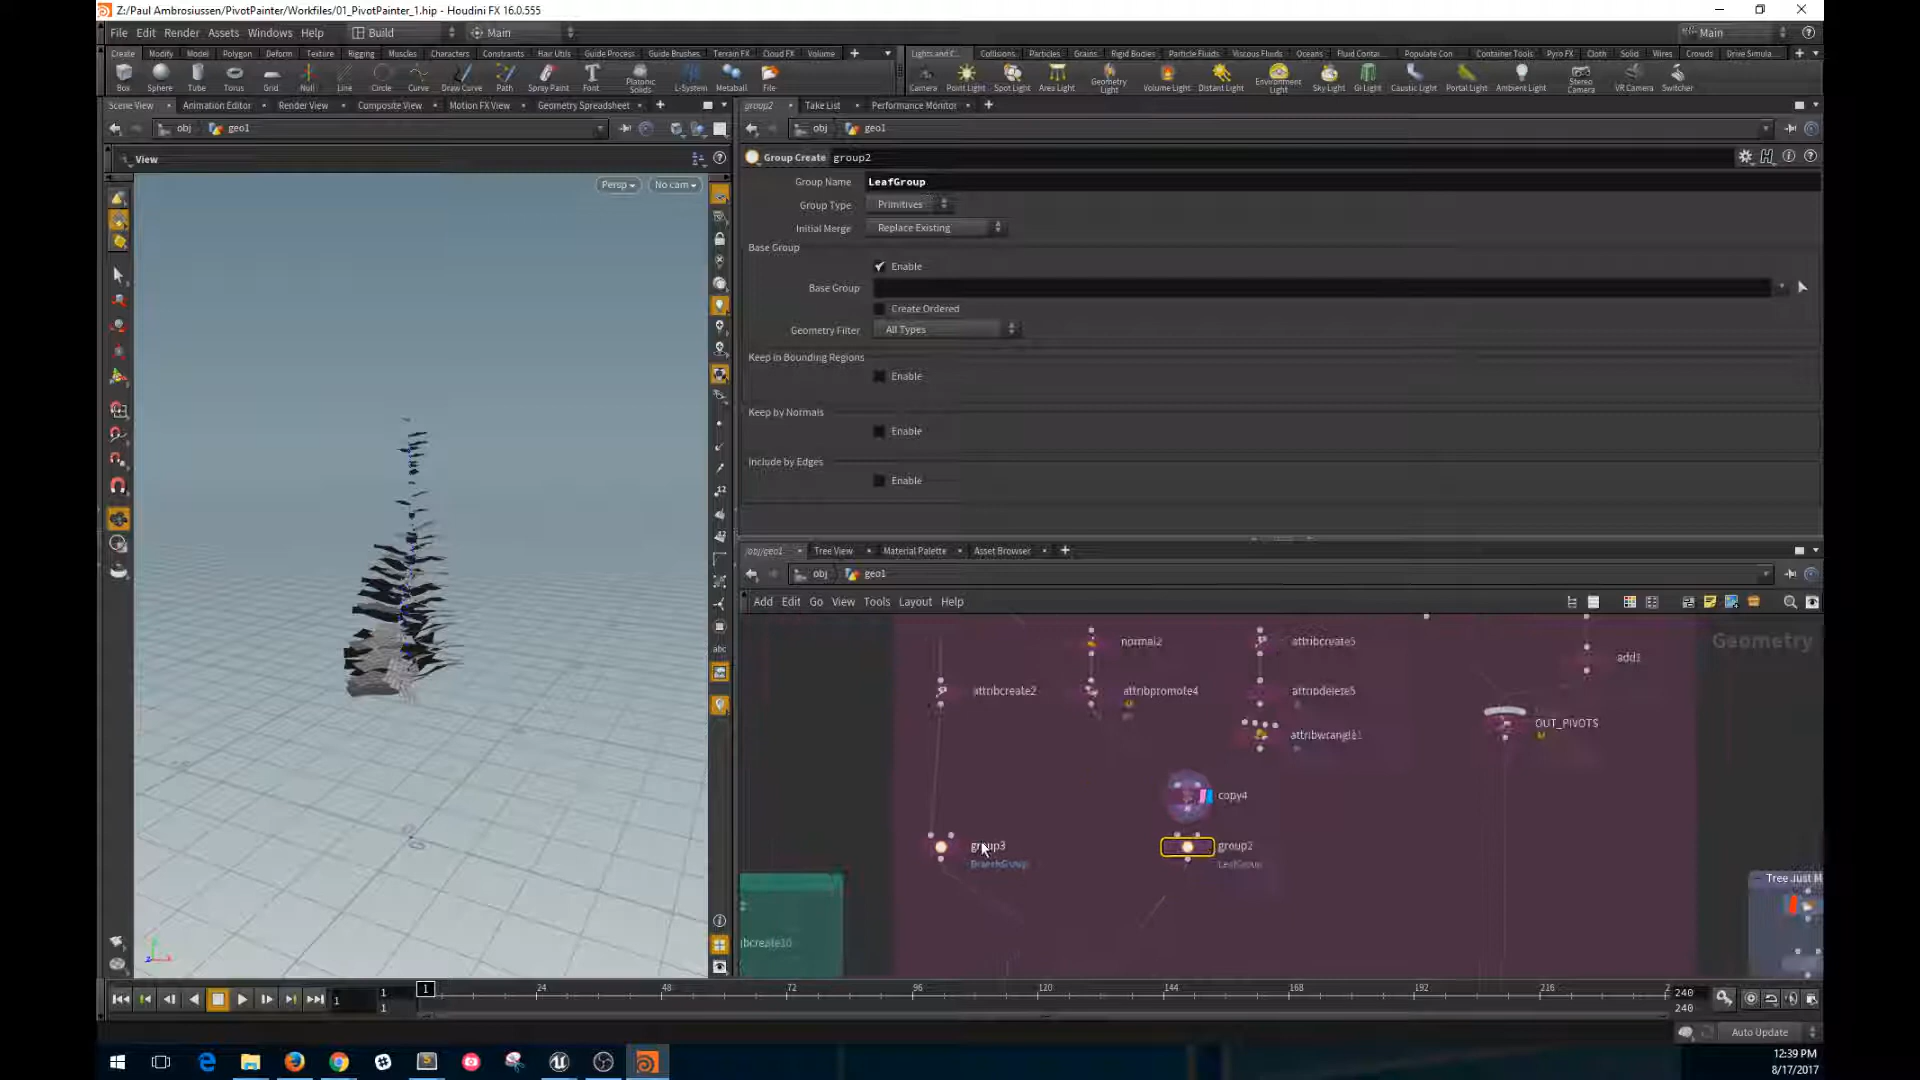 Z:/Paul Ambrosiussen/PivotPainter/Workfiles/01_PivotPainter_1.hip - Houdini FX 16.0.555
File Edit Render Assets Windows Help Build Main Main
Create Modify Model Polygon Deform Texture Rigging Muscles Characters Constraints Hair Utils Guide Process Guide Brushes Terrain FX Cloud FX Volume
Lights and C... Collisions Particles Grains Rigid Bodies Particle Fluids Viscous Fluids Oceans Fluid Contai... Populate Con Container Tools Pyro FX Cloth Solid Wires Crowds Drive Simula...
Box Sphere Tube Torus Grid Null Line Circle Curve Draw Curve Path Spray Paint Font Platonic Solids L-System Metaball File
Camera Point Light Spot Light Area Light Geometry Light Volume Light Distant Light Environment Light Sky Light GI Light Caustic Light Portal Light Ambient Light Stereo Camera VR Camera Switcher
Scene View Animation Editor Render View Composite View Motion FX View Geometry Spreadsheet
group2 Take List Performance Monitor
obj geo1
obj geo1
View
Persp No cam
Group Create group2
Group Name LeafGroup
Group Type Primitives
Initial Merge Replace Existing
Base Group
Enable
Base Group
Create Ordered
Geometry Filter All Types
Keep in Bounding Regions
Enable
Keep by Normals
Enable
Include by Edges
Enable
/obj/geo1 Tree View Material Palette Asset Browser
obj geo1
Add Edit Go View Tools Layout Help
Geometry
normal2
attribcreate5
add1
attribcreate2
attribpromote4
attribdelete5
OUT_PIVOTS
attribwrangle1
copy4
group3
BranchGroup
group2
LeafGroup
Tree Just M
bcreate10
abc
1 24 48 72 96 120 144 168 192 216 2
1 1
1
240
240
Auto Update
12:39 PM
8/17/2017